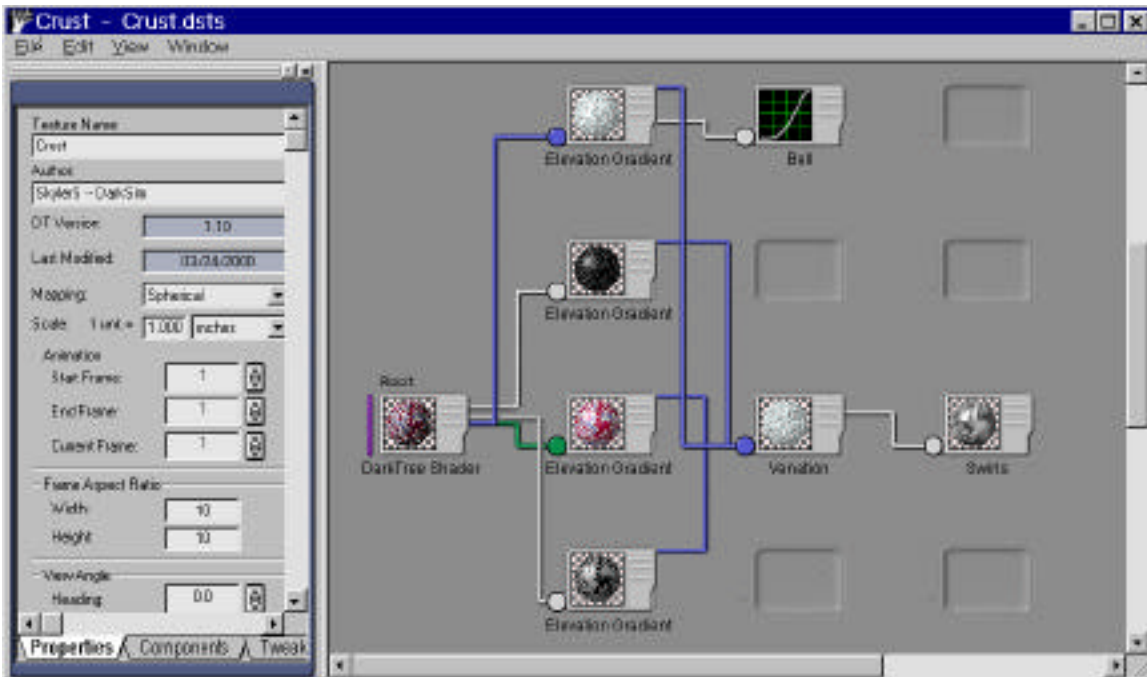 Crust - Crust.dsts
File Edit View Window
Texture Name
Crust
Author
SkylerS - DarkSim
DT Version: 1.10
Last Modified: 03/24/2000
Mapping: Spherical
Scale: 1 unit = 1.000 inches
Animation
Start Frame: 1
End Frame 1
Current Frame: 1
Frame Aspect Ratio
Width: 10
Height: 10
View Angle
Heading 0.0
Properties Components Tweak
Elevation Gradient
Ball
Elevation Gradient
Root
DarkTree Shader
Elevation Gradient
Venation
Swirls
Elevation Gradient